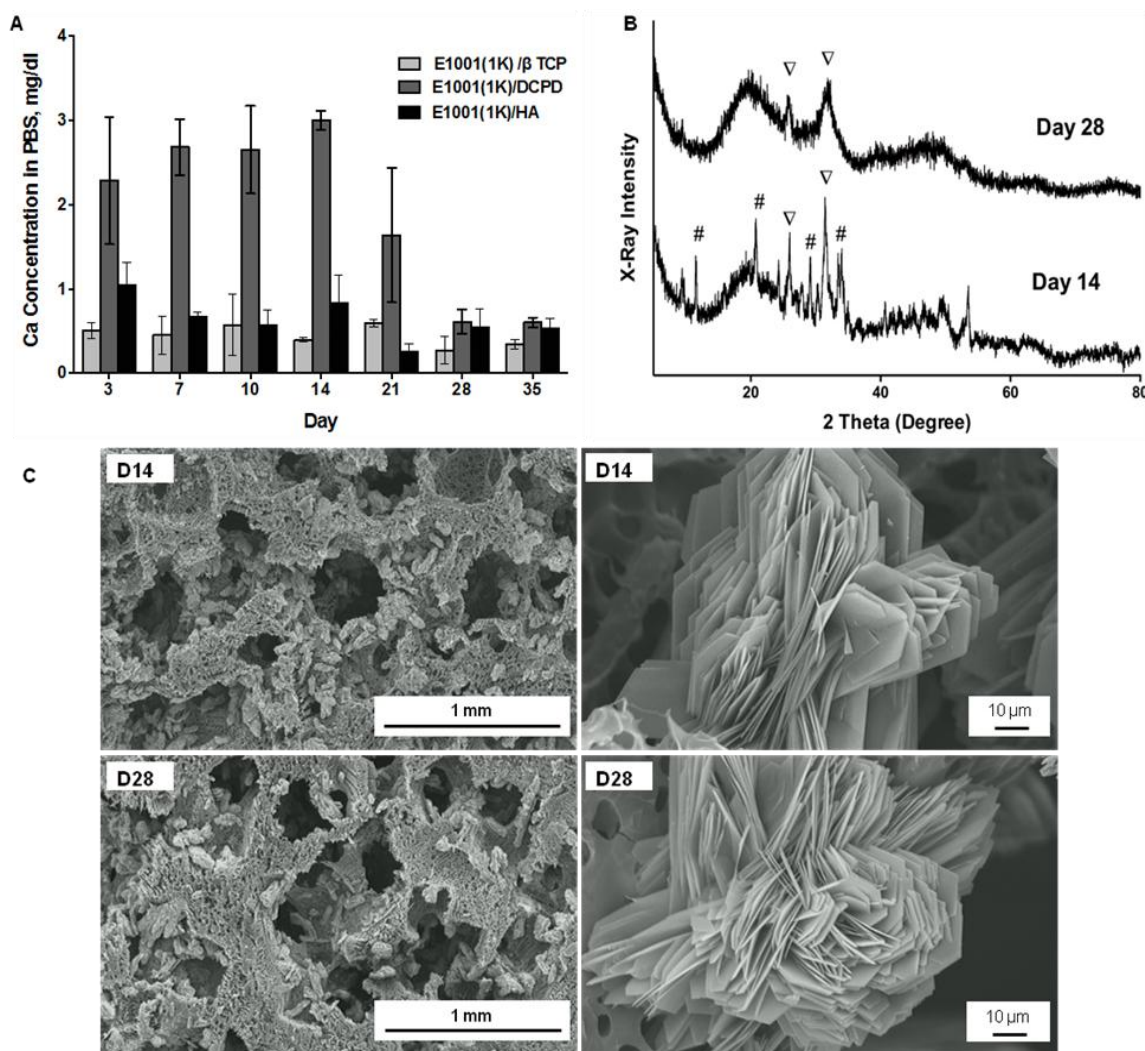 A
E1001(1K) /β TCP
E1001(1K)/DCPD
E1001(1K)/HA
Ca Concentration in PBS, mg/dl
4
3
2
1
0
3 7 10 14 21 28 35
Day
B
▽ ▽
Day 28
# # ▽ # ▽ #
Day 14
X-Ray Intensity
20 40 60 80
2 Theta (Degree)
C
D14
1 mm
D14
10 µm
D28
1 mm
D28
10 µm